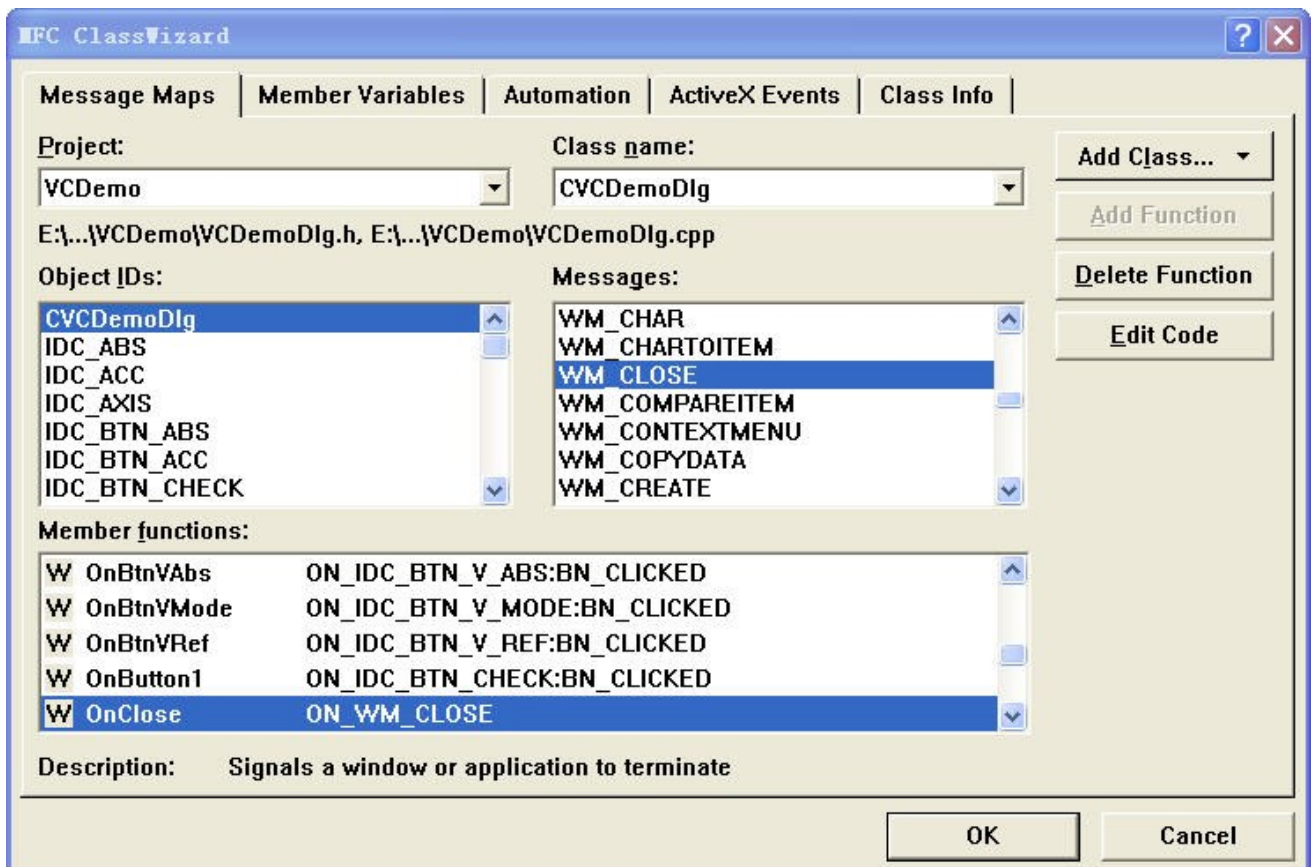 MFC ClassWizard
Message Maps
Member Variables
Automation
ActiveX Events
Class Info
Project:
Class name:
VCDemo
CVCDemoDlg
Add Class...
Add Function
Delete Function
Edit Code
E:\...\VCDemo\VCDemoDlg.h, E:\...\VCDemo\VCDemoDlg.cpp
Object IDs:
CVCDemoDlg
IDC_ABS
IDC_ACC
IDC_AXIS
IDC_BTN_ABS
IDC_BTN_ACC
IDC_BTN_CHECK
Messages:
WM_CHAR
WM_CHARTOITEM
WM_CLOSE
WM_COMPAREITEM
WM_CONTEXTMENU
WM_COPYDATA
WM_CREATE
Member functions:
W OnBtnVAbs ON_IDC_BTN_V_ABS:BN_CLICKED
W OnBtnVMode ON_IDC_BTN_V_MODE:BN_CLICKED
W OnBtnVRef ON_IDC_BTN_V_REF:BN_CLICKED
W OnButton1 ON_IDC_BTN_CHECK:BN_CLICKED
W OnClose ON_WM_CLOSE
Description: Signals a window or application to terminate
OK
Cancel